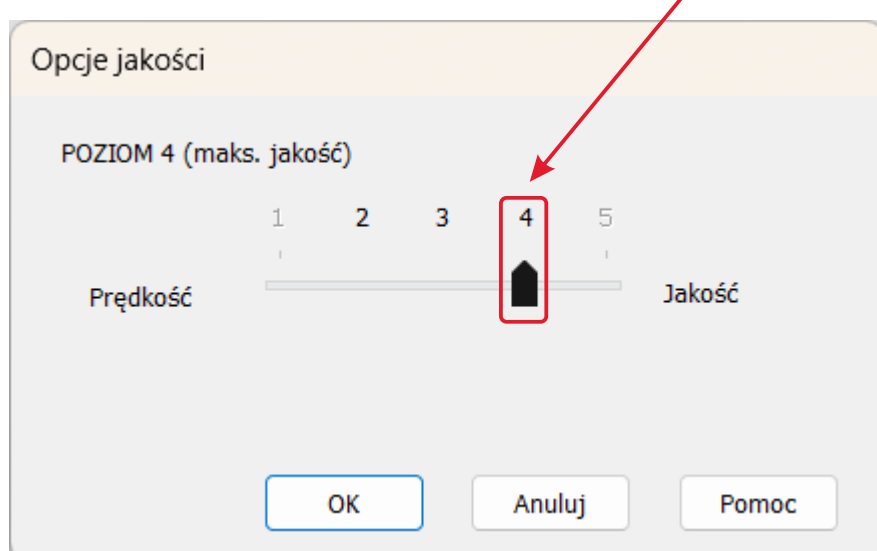 Opcje jakości
POZIOM 4 (maks. jakość)
1 2 3 4 5
Prędkość Jakość
OK Anuluj Pomoc